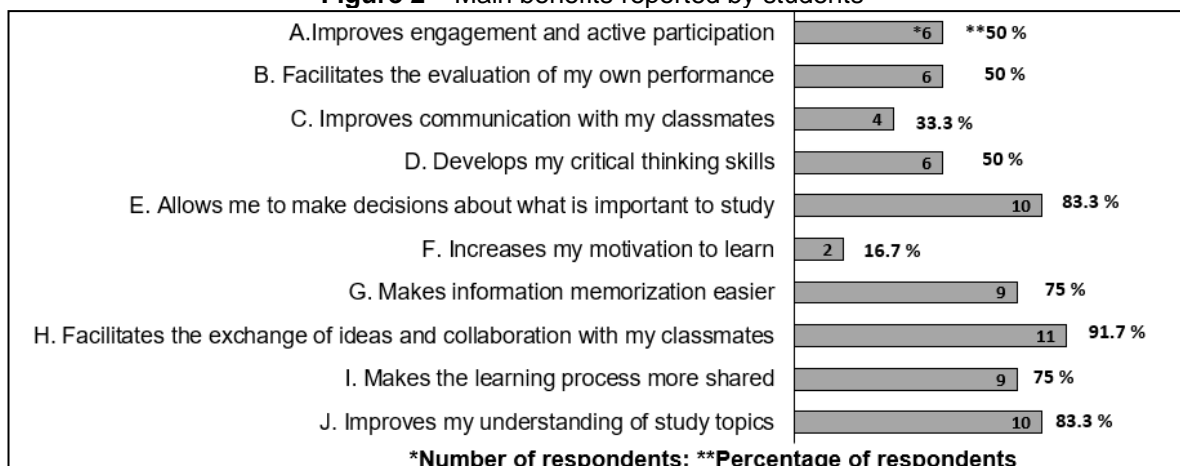 Figure 2 – Main benefits reported by students
A.Improves engagement and active participation *6 **50 %
B. Facilitates the evaluation of my own performance 6 50 %
C. Improves communication with my classmates 4 33.3 %
D. Develops my critical thinking skills 6 50 %
E. Allows me to make decisions about what is important to study 10 83.3 %
F. Increases my motivation to learn 2 16.7 %
G. Makes information memorization easier 9 75 %
H. Facilitates the exchange of ideas and collaboration with my classmates 11 91.7 %
I. Makes the learning process more shared 9 75 %
J. Improves my understanding of study topics 10 83.3 %
*Number of respondents; **Percentage of respondents